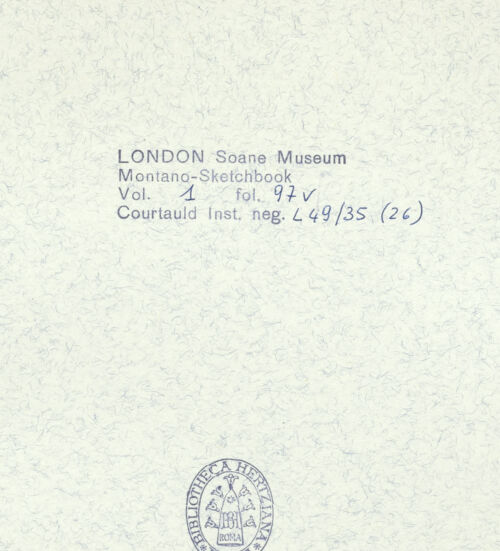 LONDON Soane Museum
Montano-Sketchbook
Vol. 1 fol. 97v
Courtauld Inst. neg. L49/35 (26)
*BIBLIOTHECA HERTZIANA*
ROMA